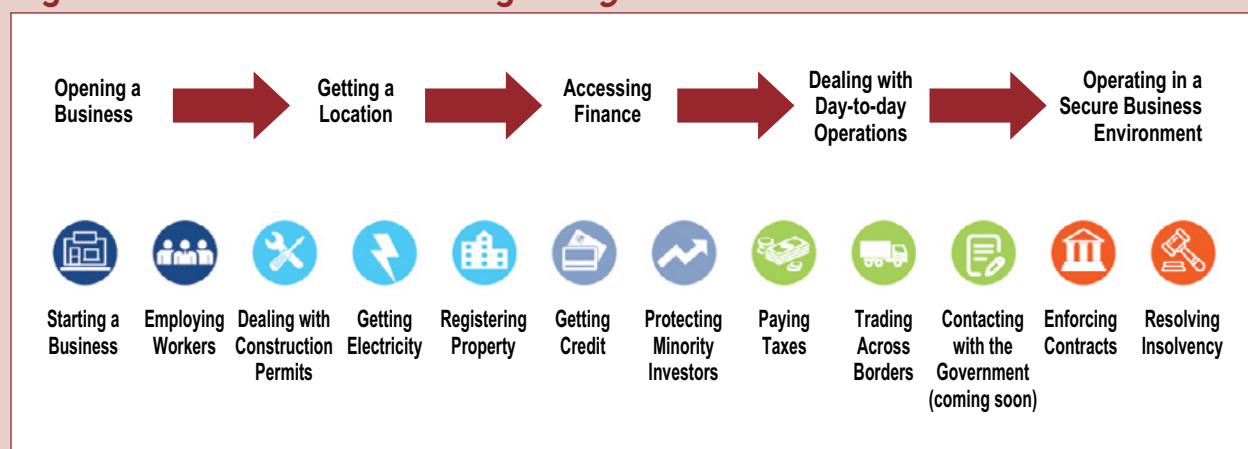 Opening a
Business
Getting a
Location
Accessing
Finance
Dealing with
Day-to-day
Operations
Operating in a
Secure Business
Environment
Starting a
Business
Employing
Workers
Dealing with
Construction
Permits
Getting
Electricity
Registering
Property
Getting
Credit
Protecting
Minority
Investors
Paying
Taxes
Trading
Across
Borders
Contacting
with the
Government
(coming soon)
Enforcing
Contracts
Resolving
Insolvency